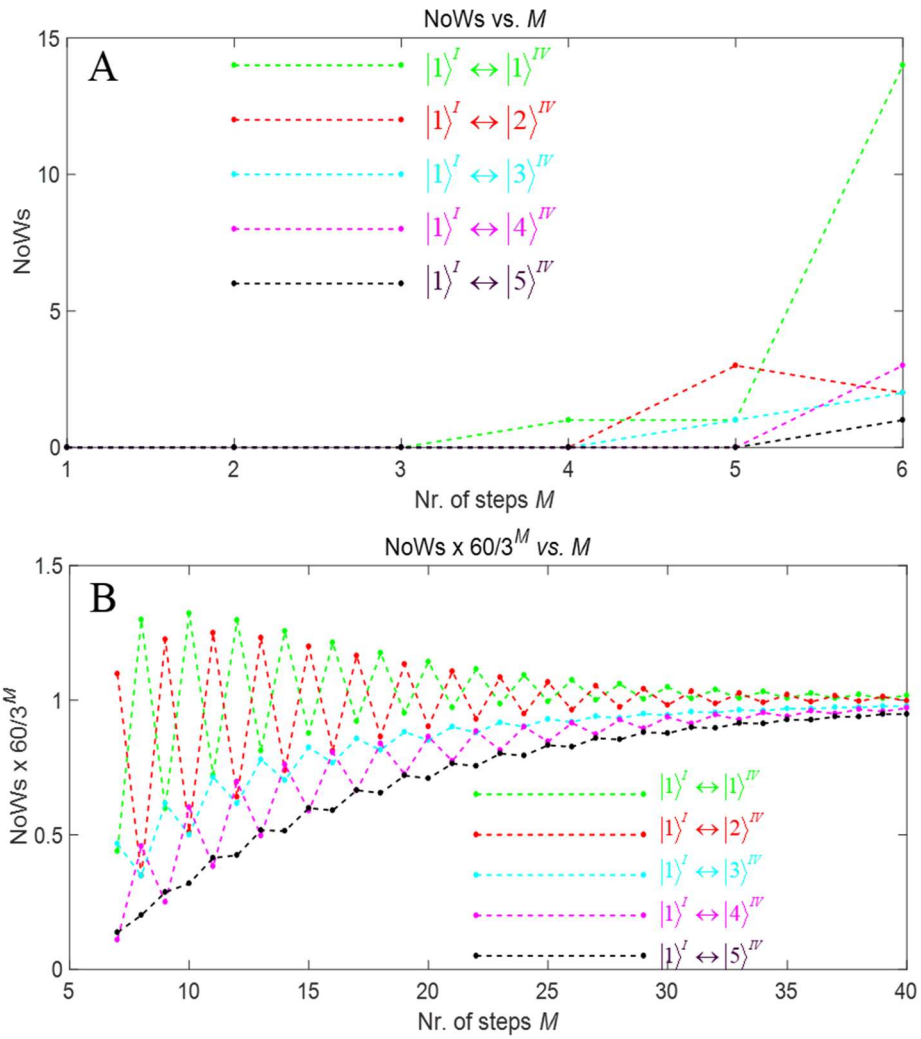 NoWs vs. M
A
15
10
5
0
NoWs
|1⟩^I ↔ |1⟩^IV
|1⟩^I ↔ |2⟩^IV
|1⟩^I ↔ |3⟩^IV
|1⟩^I ↔ |4⟩^IV
|1⟩^I ↔ |5⟩^IV
1 2 3 4 5 6
Nr. of steps M
NoWs x 60/3^M vs. M
B
1.5
1
0.5
0
NoWs x 60/3^M
|1⟩^I ↔ |1⟩^IV
|1⟩^I ↔ |2⟩^IV
|1⟩^I ↔ |3⟩^IV
|1⟩^I ↔ |4⟩^IV
|1⟩^I ↔ |5⟩^IV
5 10 15 20 25 30 35 40
Nr. of steps M